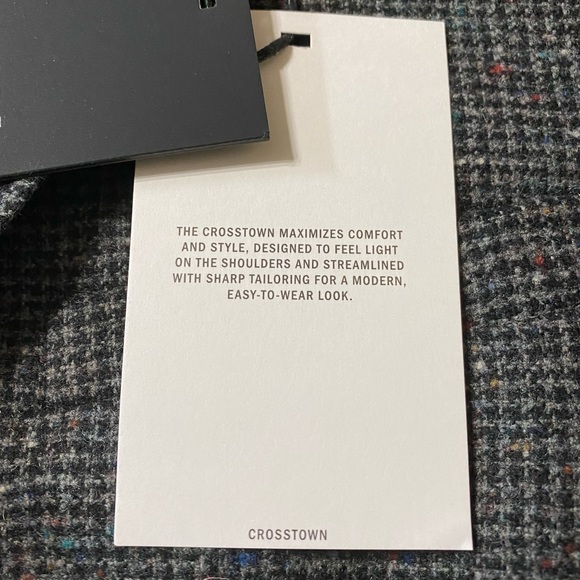 THE CROSSTOWN MAXIMIZES COMFORT
AND STYLE, DESIGNED TO FEEL LIGHT
ON THE SHOULDERS AND STREAMLINED
WITH SHARP TAILORING FOR A MODERN,
EASY-TO-WEAR LOOK.
CROSSTOWN